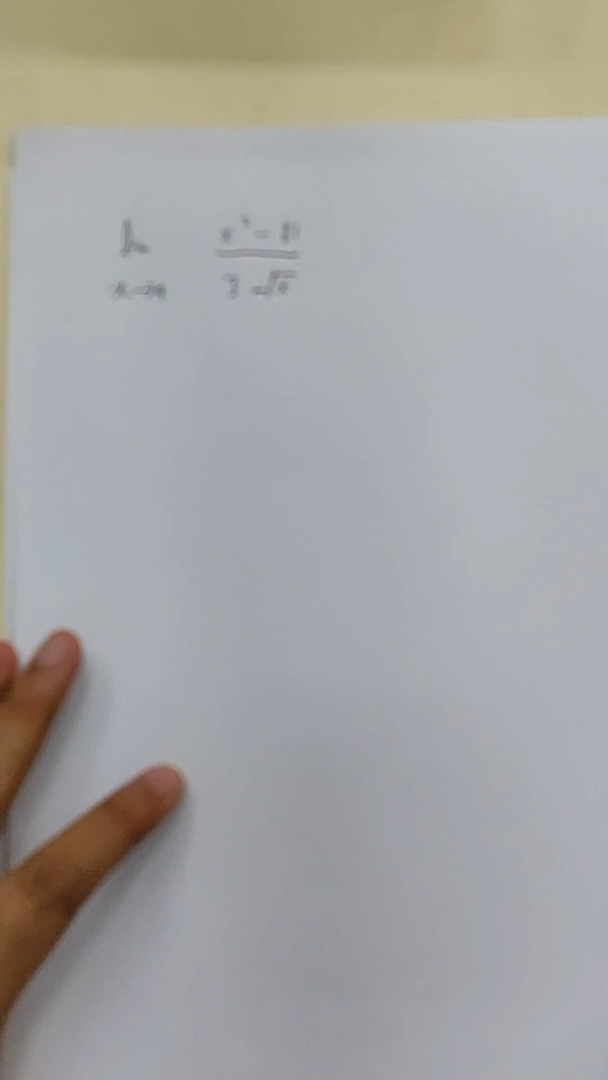 lim x² - 81
x→9 3 - √x